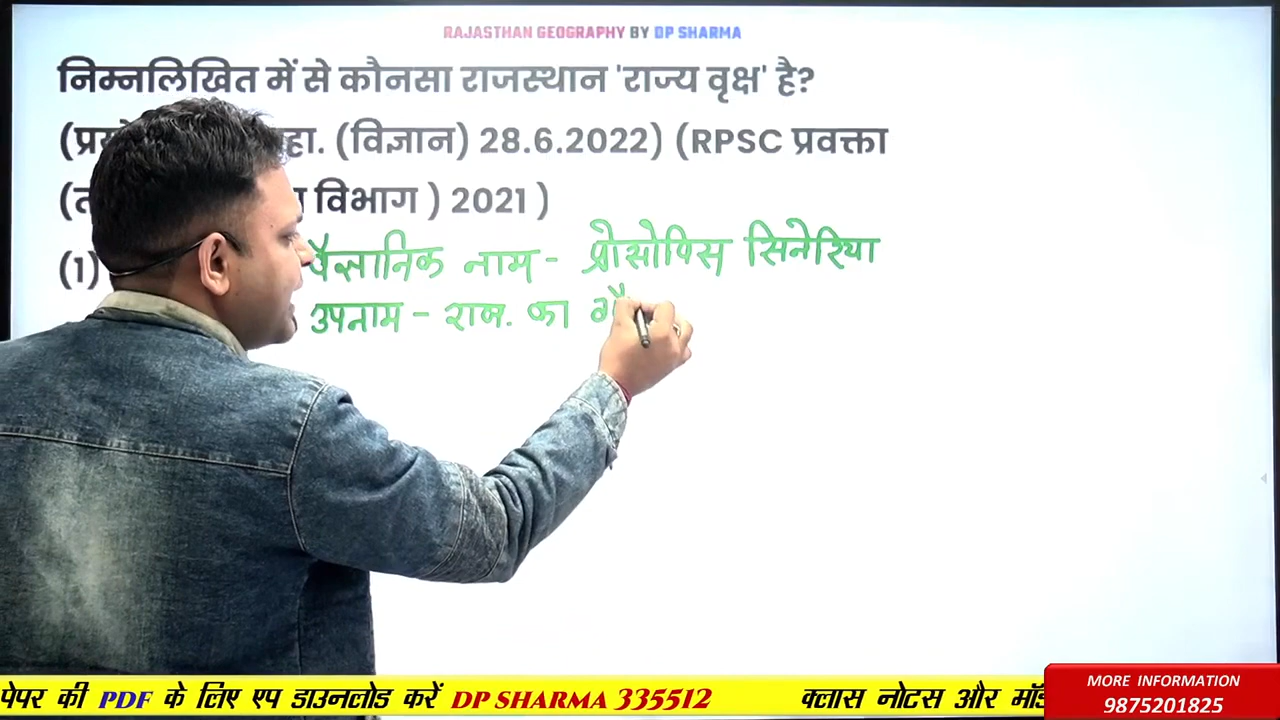 RAJASTHAN GEOGRAPHY BY DP SHARMA
निम्नलिखित में से कौनसा राजस्थान 'राज्य वृक्ष' है?
(विज्ञान) 28.6.2022) (RPSC प्रवक्ता
विभाग ) 2021 )
(1)
वैज्ञानिक नाम - प्रोसोपिस सिनेरिया
उपनाम - राज. का
पेपर की PDF के लिए एप डाउनलोड करें DP SHARMA 335512 क्लास नोटस और
MORE INFORMATION
9875201825